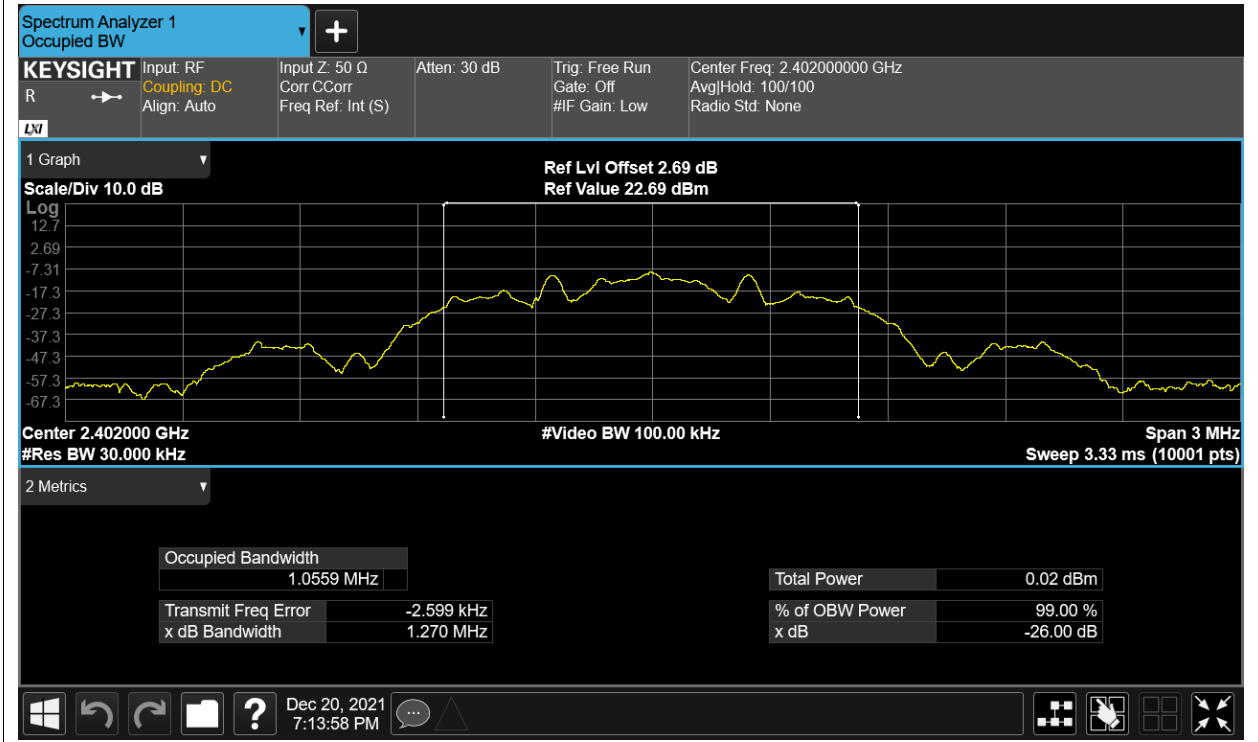 Spectrum Analyzer 1
Occupied BW
KEYSIGHT
R
LXI
Input: RF
Coupling: DC
Align: Auto
Input Z: 50 Ω
Corr CCorr
Freq Ref: Int (S)
Atten: 30 dB
Trig: Free Run
Gate: Off
#IF Gain: Low
Center Freq: 2.402000000 GHz
Avg|Hold: 100/100
Radio Std: None
1 Graph
Scale/Div 10.0 dB
Ref Lvl Offset 2.69 dB
Ref Value 22.69 dBm
Log
12.7
2.69
-7.31
-17.3
-27.3
-37.3
-47.3
-57.3
-67.3
Center 2.402000 GHz
#Res BW 30.000 kHz
#Video BW 100.00 kHz
Span 3 MHz
Sweep 3.33 ms (10001 pts)
2 Metrics
Occupied Bandwidth
1.0559 MHz
Transmit Freq Error -2.599 kHz
x dB Bandwidth 1.270 MHz
Total Power 0.02 dBm
% of OBW Power 99.00 %
x dB -26.00 dB
?
Dec 20, 2021
7:13:58 PM